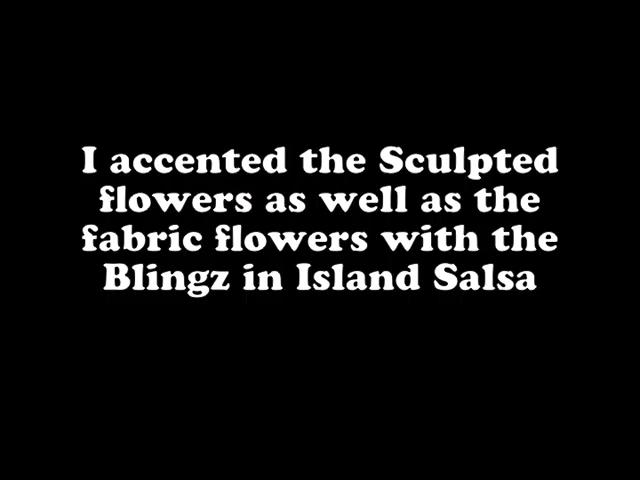 I accented the Sculpted
flowers as well as the
fabric flowers with the
Blingz in Island Salsa